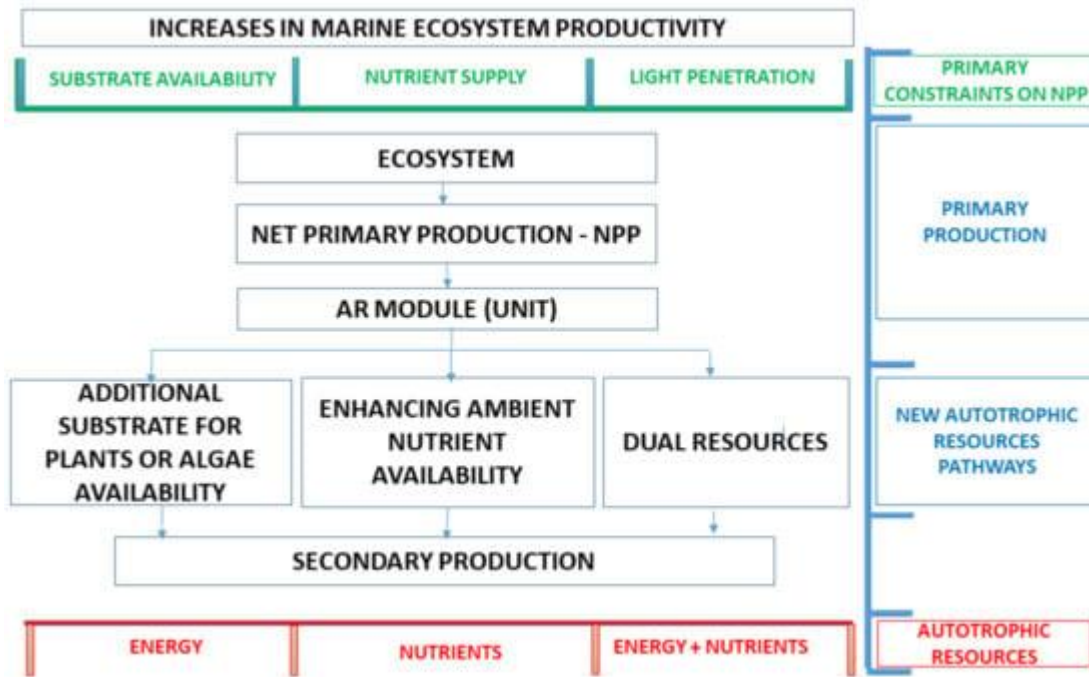 INCREASES IN MARINE ECOSYSTEM PRODUCTIVITY
SUBSTRATE AVAILABILITY
NUTRIENT SUPPLY
LIGHT PENETRATION
PRIMARY
CONSTRAINTS ON NPP
ECOSYSTEM
NET PRIMARY PRODUCTION - NPP
AR MODULE (UNIT)
PRIMARY
PRODUCTION
ADDITIONAL
SUBSTRATE FOR
PLANTS OR ALGAE
AVAILABILITY
ENHANCING AMBIENT
NUTRIENT
AVAILABILITY
DUAL RESOURCES
NEW AUTOTROPHIC
RESOURCES
PATHWAYS
SECONDARY PRODUCTION
ENERGY
NUTRIENTS
ENERGY + NUTRIENTS
AUTOTROPHIC
RESOURCES